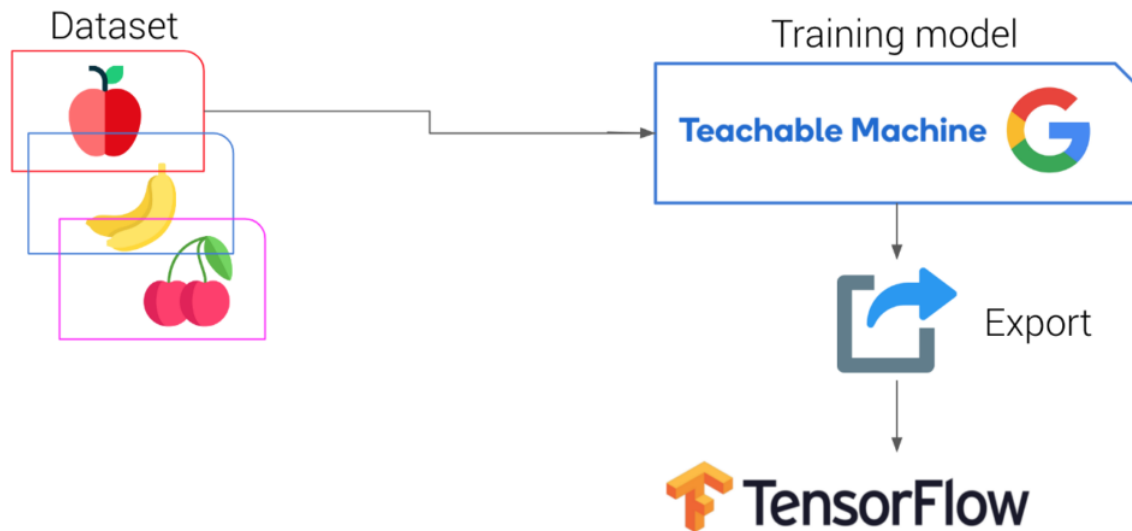 Dataset
Training model
Teachable Machine
Export
TensorFlow